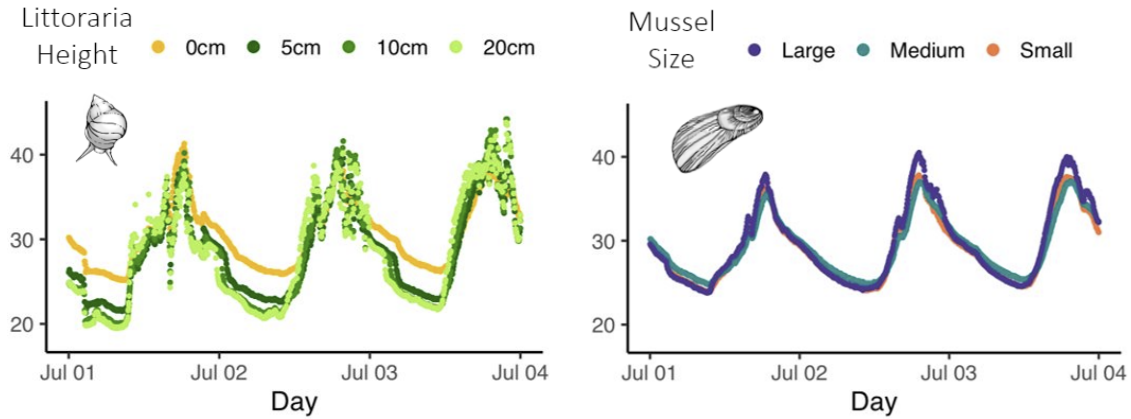 Littoraria
Height
0cm 5cm 10cm 20cm
40
30
20
Jul 01 Jul 02 Jul 03 Jul 04
Day
Mussel
Size
Large Medium Small
40
30
20
Jul 01 Jul 02 Jul 03 Jul 04
Day